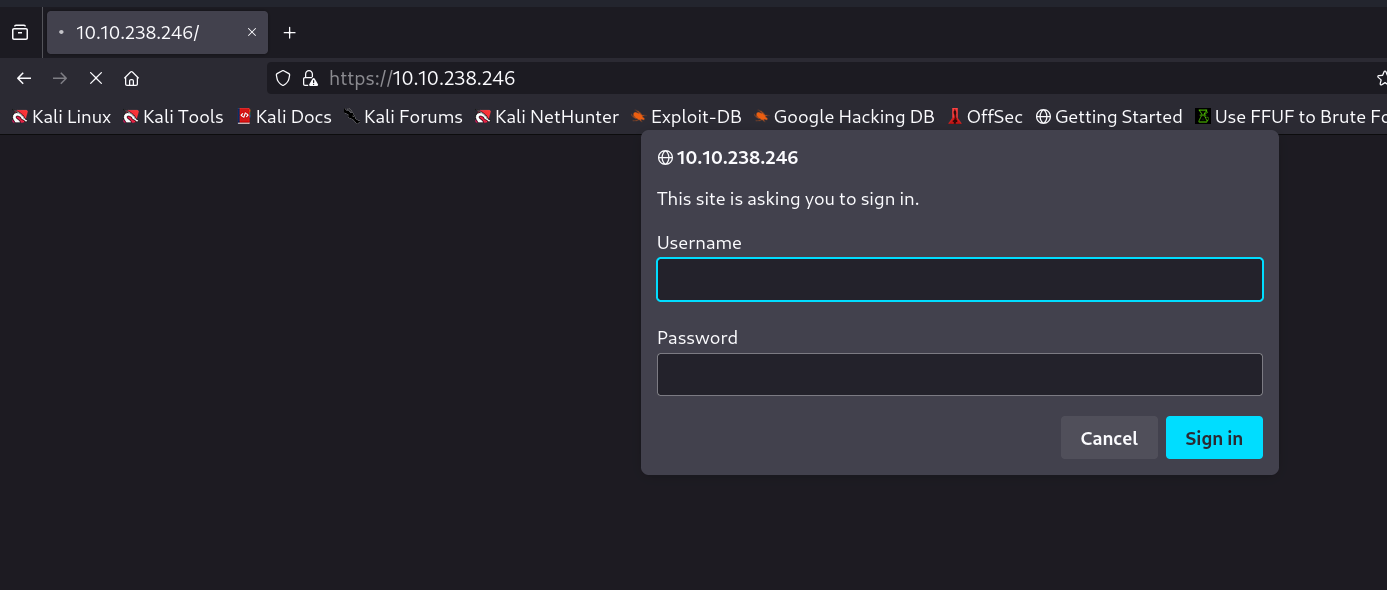 10.10.238.246/
https://10.10.238.246
Kali Linux Kali Tools Kali Docs Kali Forums Kali NetHunter Exploit-DB Google Hacking DB OffSec Getting Started Use FFUF to Brute Fo
10.10.238.246
This site is asking you to sign in.
Username
Password
Cancel Sign in